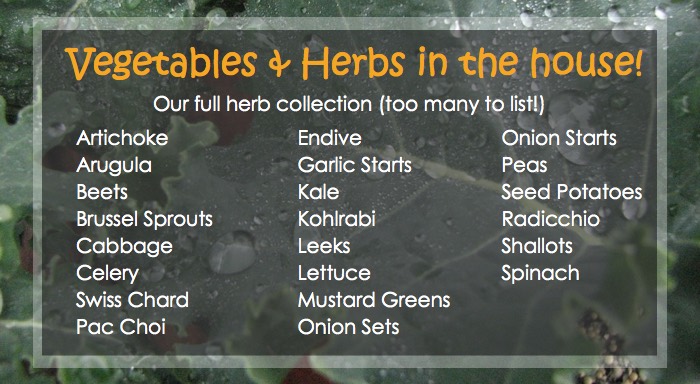 Vegetables & Herbs in the house!
Our full herb collection (too many to list!)
Artichoke
Arugula
Beets
Brussel Sprouts
Cabbage
Celery
Swiss Chard
Pac Choi
Endive
Garlic Starts
Kale
Kohlrabi
Leeks
Lettuce
Mustard Greens
Onion Sets
Onion Starts
Peas
Seed Potatoes
Radicchio
Shallots
Spinach